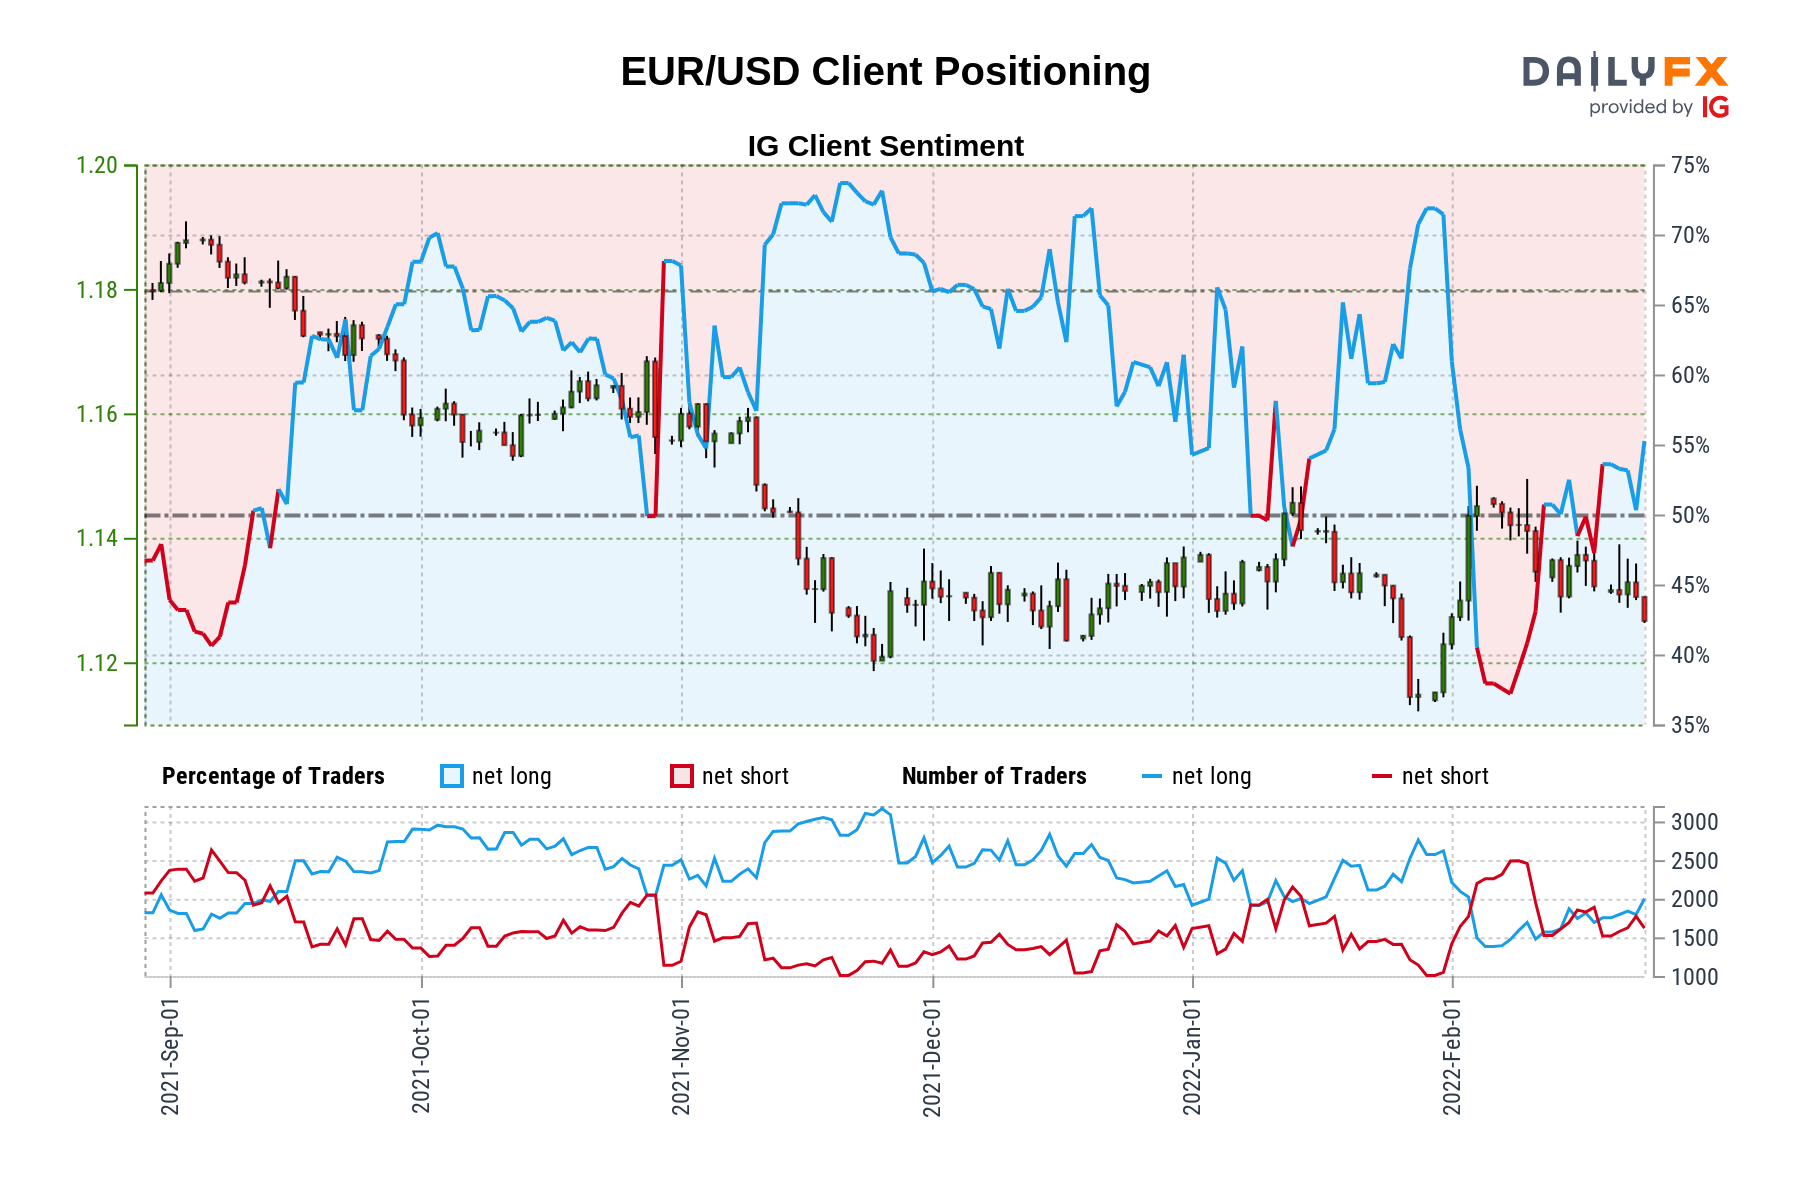 EUR/USD Client Positioning
DAILYFX
provided by IG
IG Client Sentiment
1.20
1.18
1.16
1.14
1.12
75%
70%
65%
60%
55%
50%
45%
40%
35%
Percentage of Traders net long net short Number of Traders net long net short
3000
2500
2000
1500
1000
2021-Sep-01
2021-Oct-01
2021-Nov-01
2021-Dec-01
2022-Jan-01
2022-Feb-01